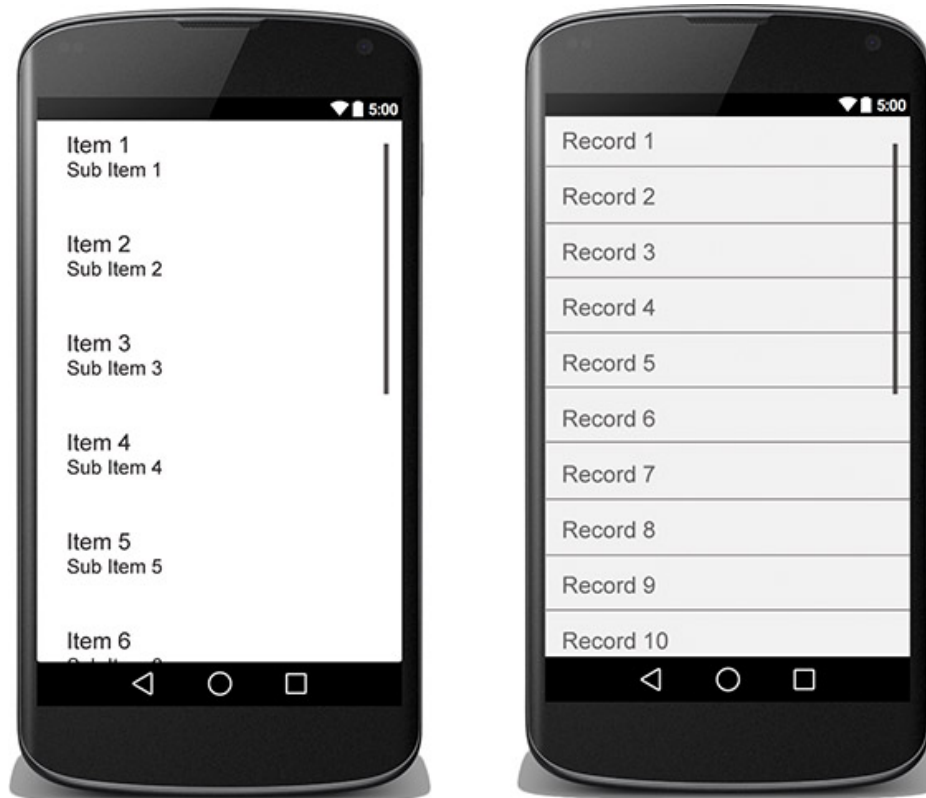 5:00
Item 1
Sub Item 1
Item 2
Sub Item 2
Item 3
Sub Item 3
Item 4
Sub Item 4
Item 5
Sub Item 5
Item 6
5:00
Record 1
Record 2
Record 3
Record 4
Record 5
Record 6
Record 7
Record 8
Record 9
Record 10